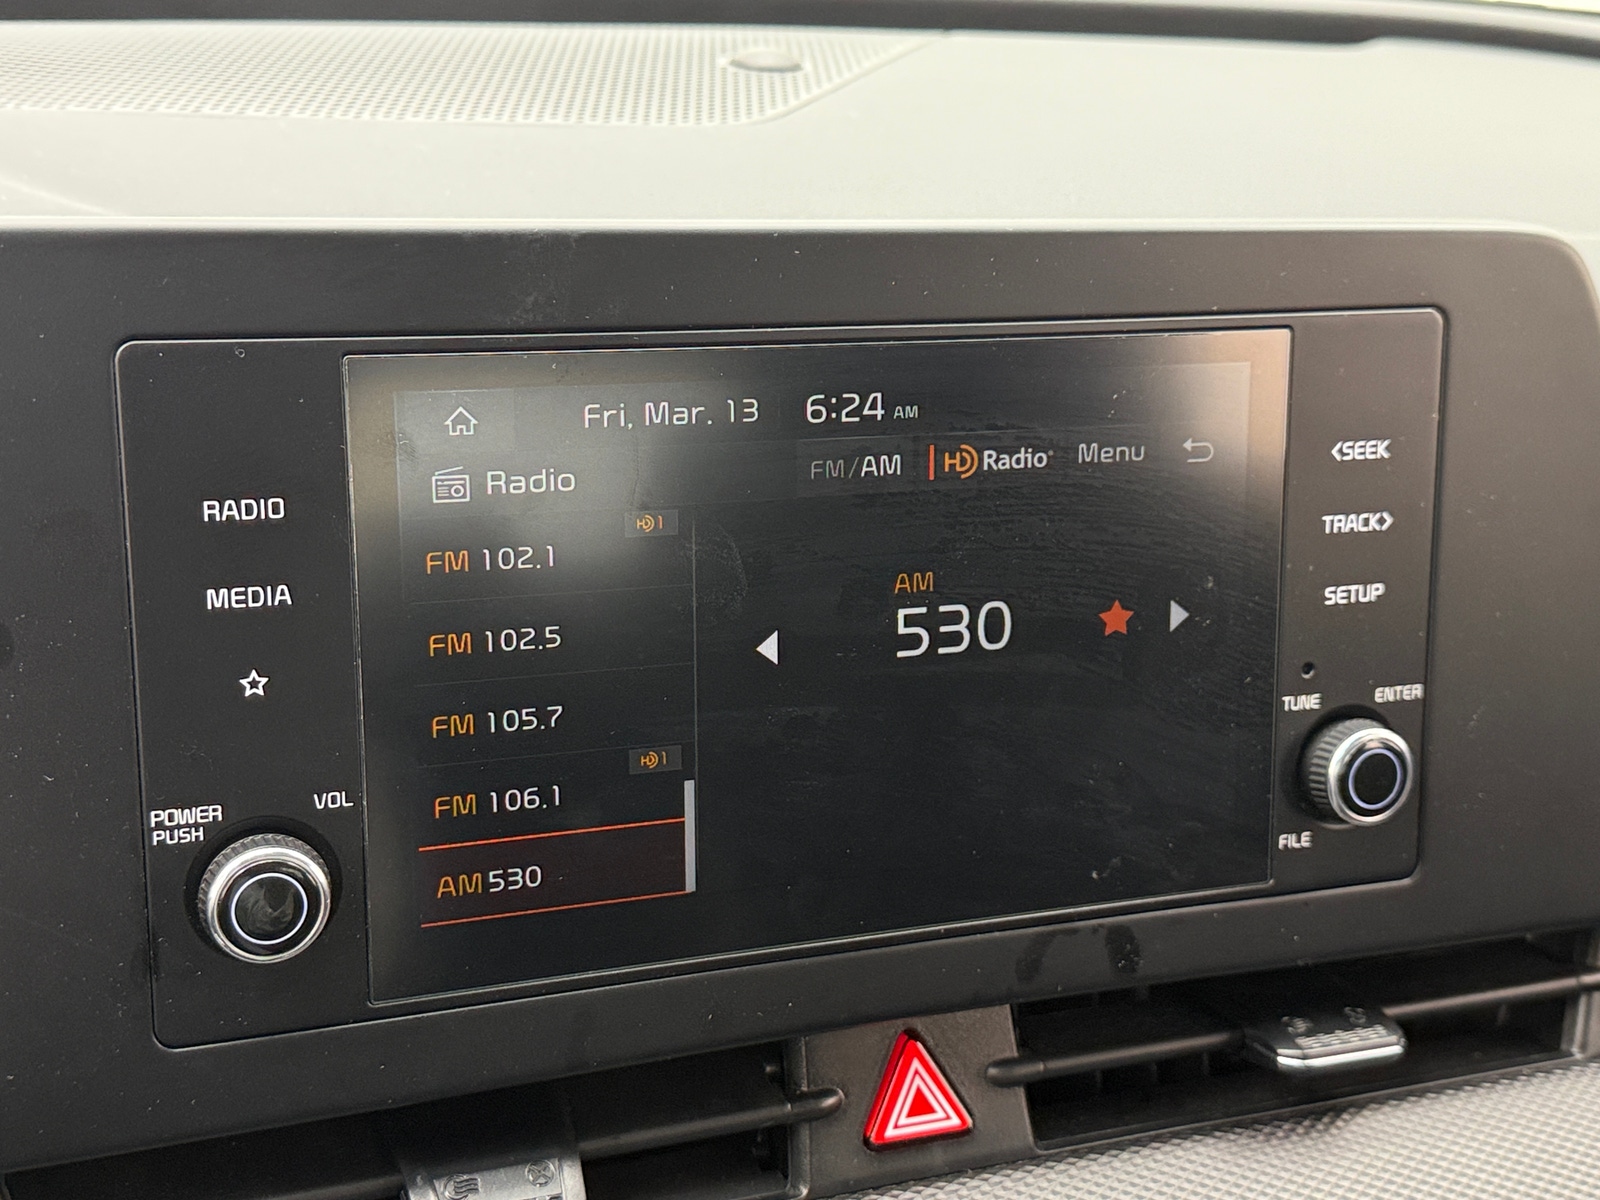 Fri, Mar. 13 6:24 AM
Radio FM/AM HD Radio® Menu
HD 1
FM 102.1
FM 102.5
FM 105.7
HD 1
FM 106.1
AM 530
AM
530
RADIO
MEDIA
POWER
PUSH
VOL
<SEEK
TRACK>
SETUP
TUNE
ENTER
FILE